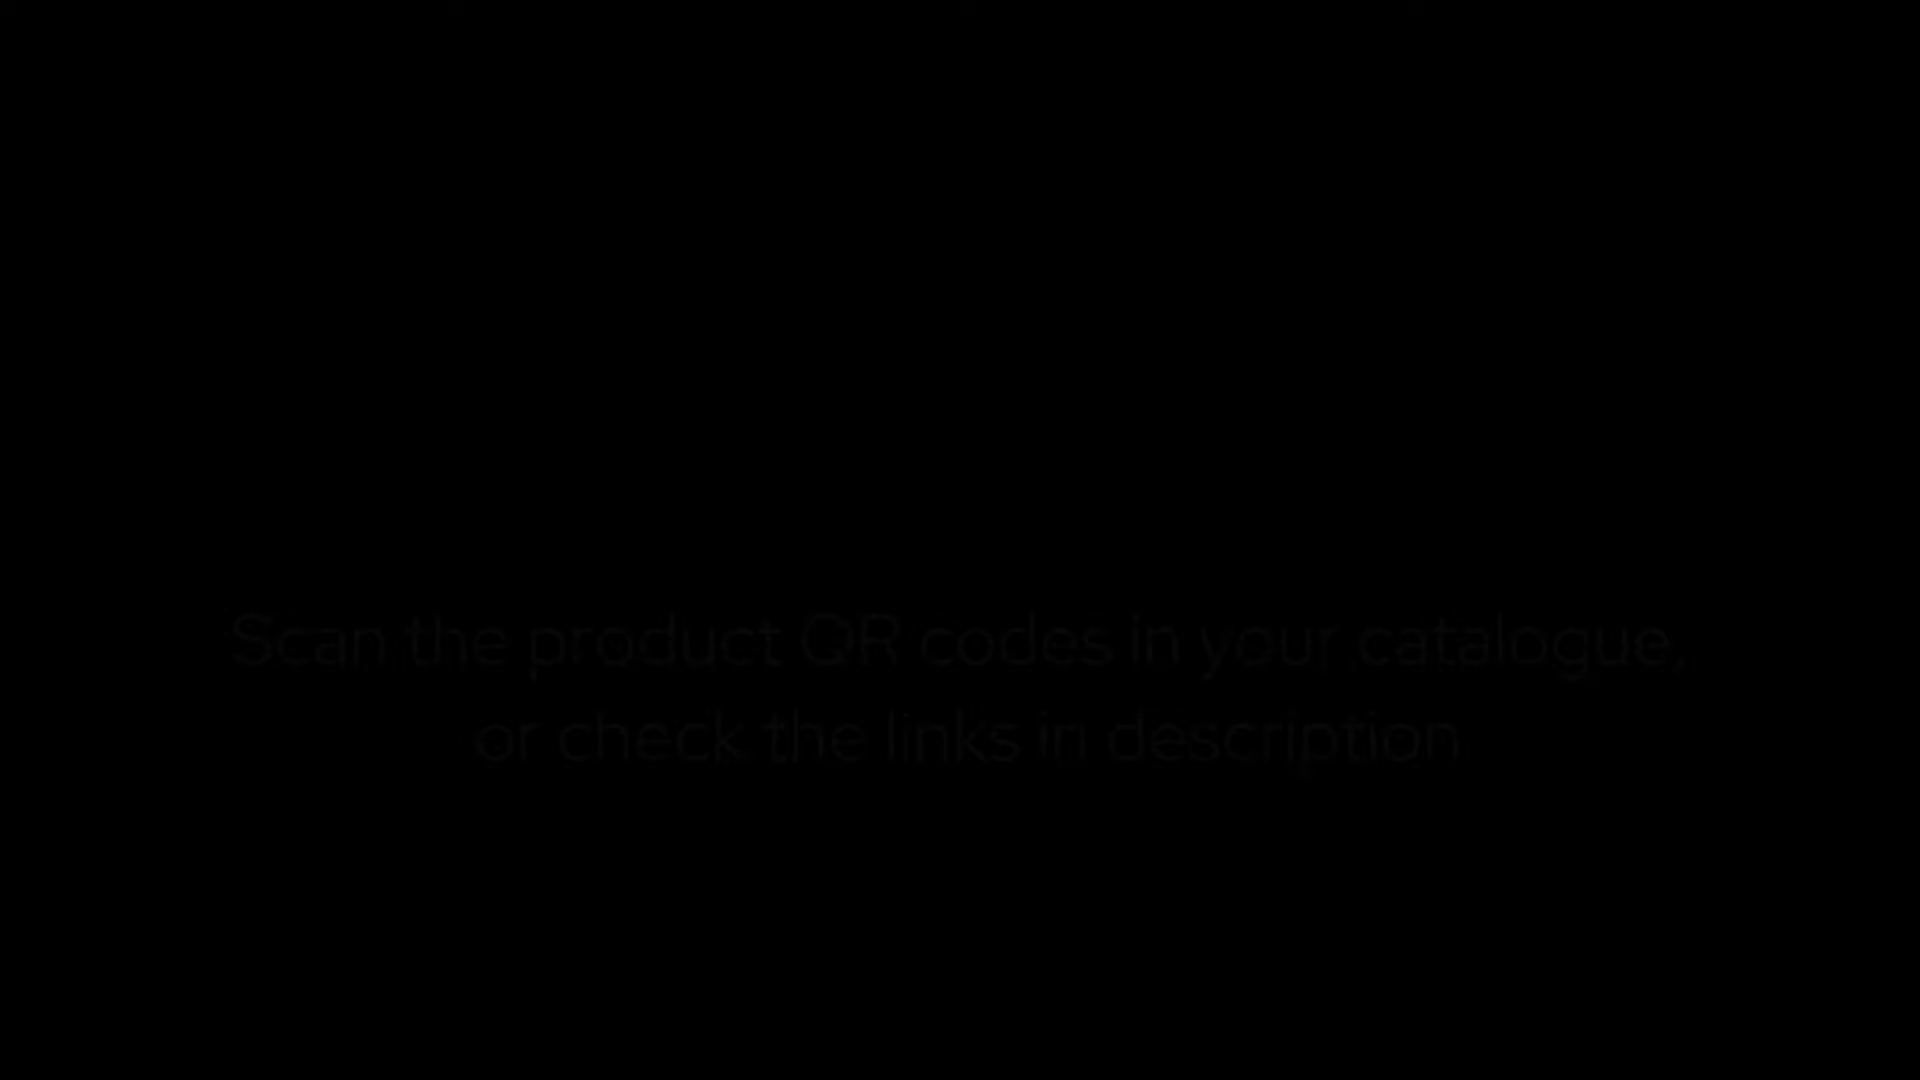 Scan the product QR codes in your catalogue,
or check the links in description